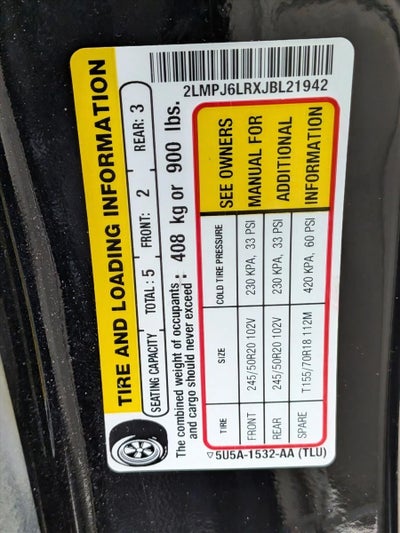 TIRE AND LOADING INFORMATION
SEATING CAPACITY TOTAL: 5 FRONT: 2 REAR: 3
The combined weight of occupants and cargo should never exceed: 408 kg or 900 lbs.
TIRE SIZE COLD TIRE PRESSURE
FRONT 245/50R20 102V 230 KPA, 33 PSI
REAR 245/50R20 102V 230 KPA, 33 PSI
SPARE T155/70R18 112M 420 KPA, 60 PSI
SEE OWNERS
MANUAL FOR
ADDITIONAL
INFORMATION
5U5A-1532-AA (TLU)
2LMPJ6LRXJBL21942